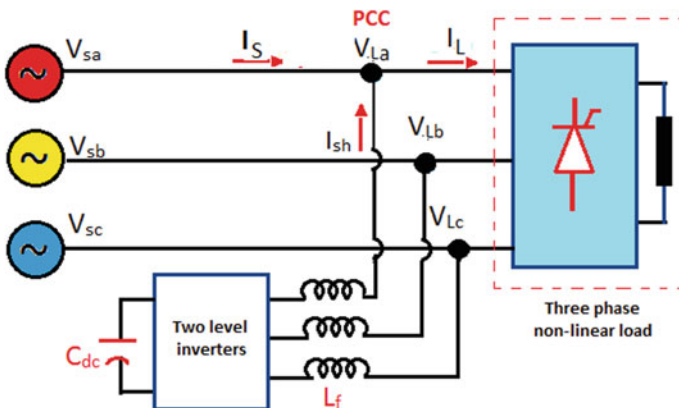 PCC
V_sa
I_S
V_La
I_L
I_sh
V_Lb
V_sb
V_sc
V_Lc
Two level
inverters
C_dc
L_f
Three phase
non-linear load